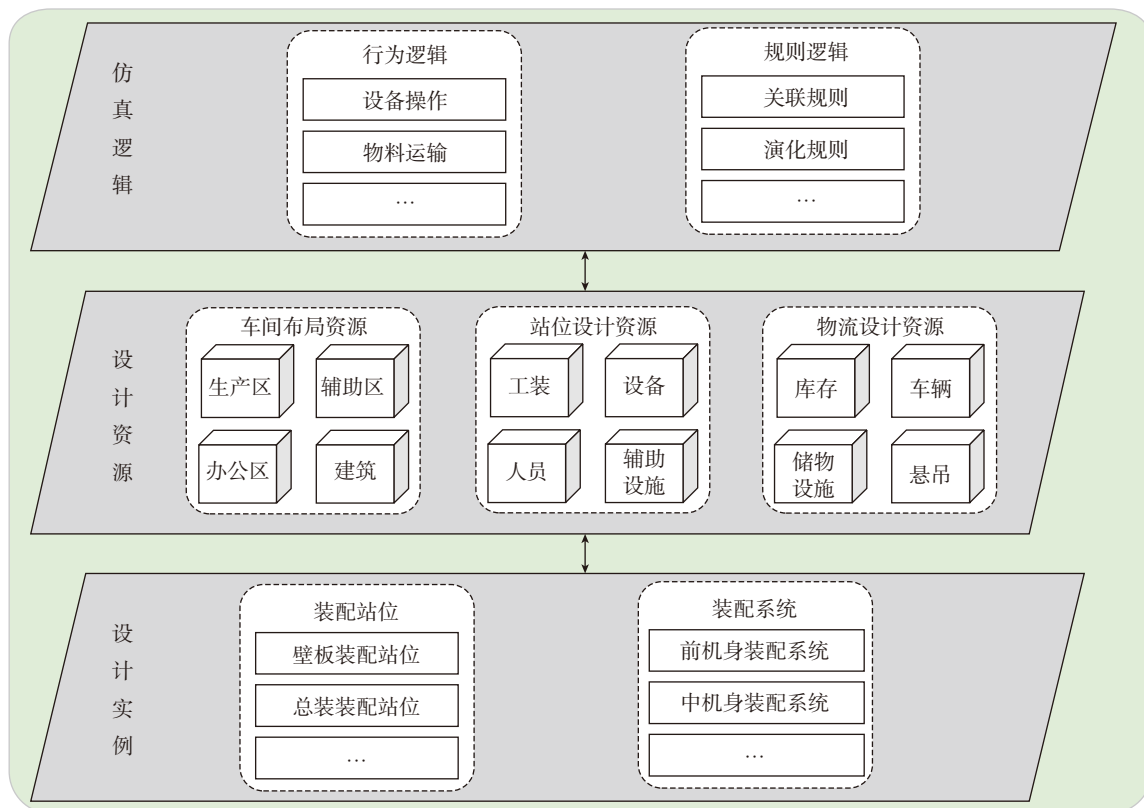 仿真逻辑
行为逻辑
设备操作
物料运输
…
规则逻辑
关联规则
演化规则
…
设计资源
车间布局资源
生产区
辅助区
办公区
建筑
站位设计资源
工装
设备
人员
辅助
设施
物流设计资源
库存
车辆
储物
设施
悬吊
设计实例
装配站位
壁板装配站位
总装装配站位
…
装配系统
前机身装配系统
中机身装配系统
…